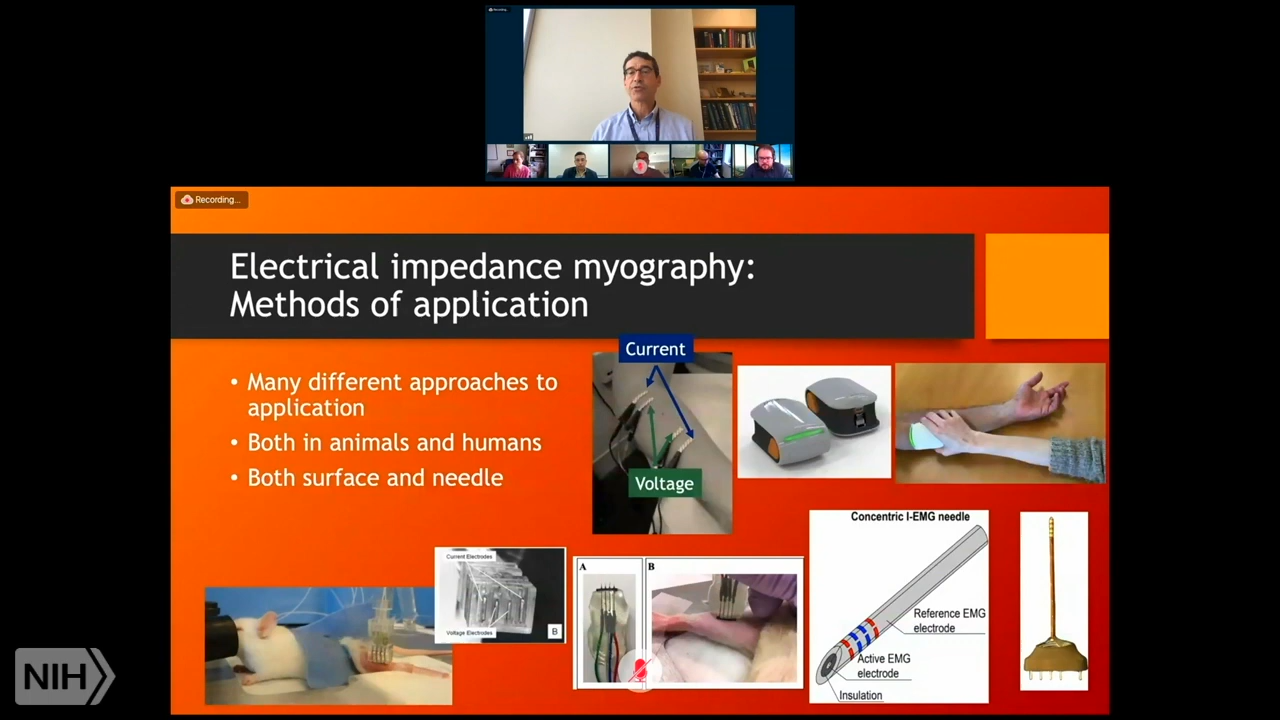 Recording...
Recording...
Electrical impedance myography:
Methods of application
• Many different approaches to
application
• Both in animals and humans
• Both surface and needle
Current
Voltage
Current Electrodes
Voltage Electrodes
B
A
B
Concentric I-EMG needle
Reference EMG
electrode
Active EMG
electrode
Insulation
NIH